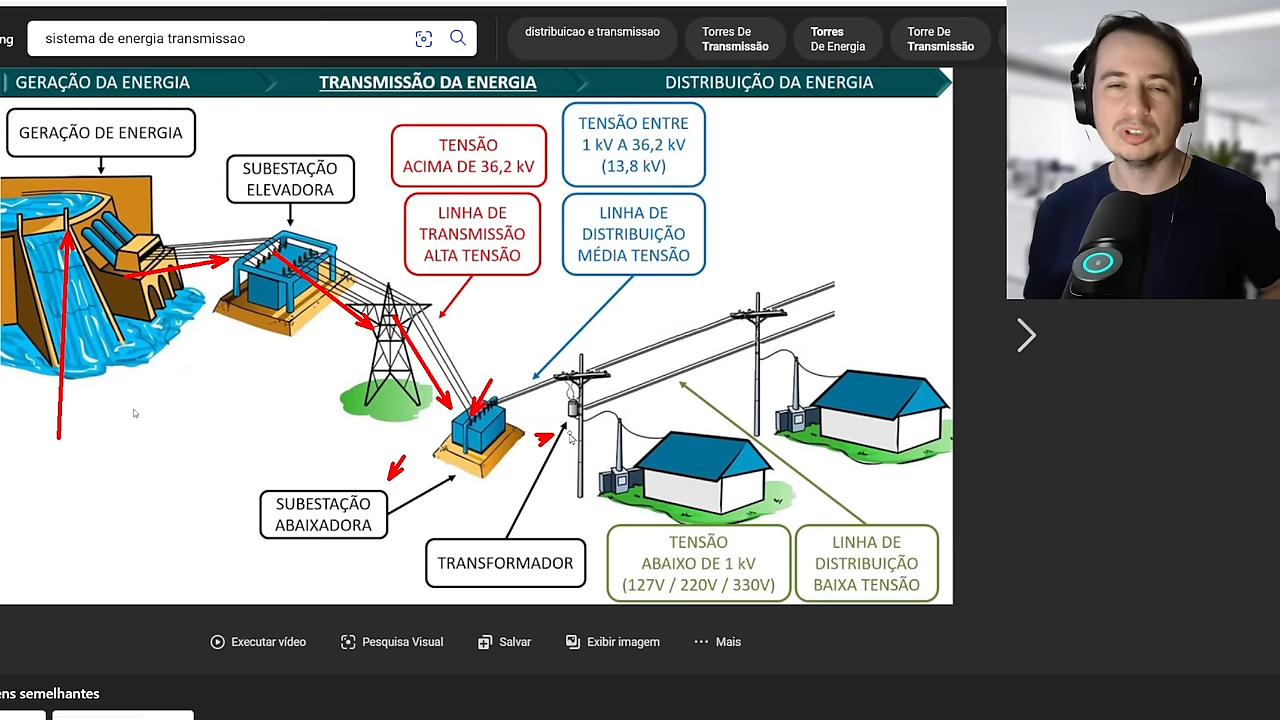 ng
sistema de energia transmissao
distribuicao e transmissao
Torres De
Transmissão
Torres
De Energia
Torre De
Transmissão
GERAÇÃO DA ENERGIA
TRANSMISSÃO DA ENERGIA
DISTRIBUIÇÃO DA ENERGIA
GERAÇÃO DE ENERGIA
SUBESTAÇÃO
ELEVADORA
TENSÃO
ACIMA DE 36,2 kV
TENSÃO ENTRE
1 kV A 36,2 kV
(13,8 kV)
LINHA DE
TRANSMISSÃO
ALTA TENSÃO
LINHA DE
DISTRIBUIÇÃO
MÉDIA TENSÃO
SUBESTAÇÃO
ABAIXADORA
TRANSFORMADOR
TENSÃO
ABAIXO DE 1 kV
(127V / 220V / 330V)
LINHA DE
DISTRIBUIÇÃO
BAIXA TENSÃO
Executar vídeo
Pesquisa Visual
Salvar
Exibir imagem
Mais
ens semelhantes